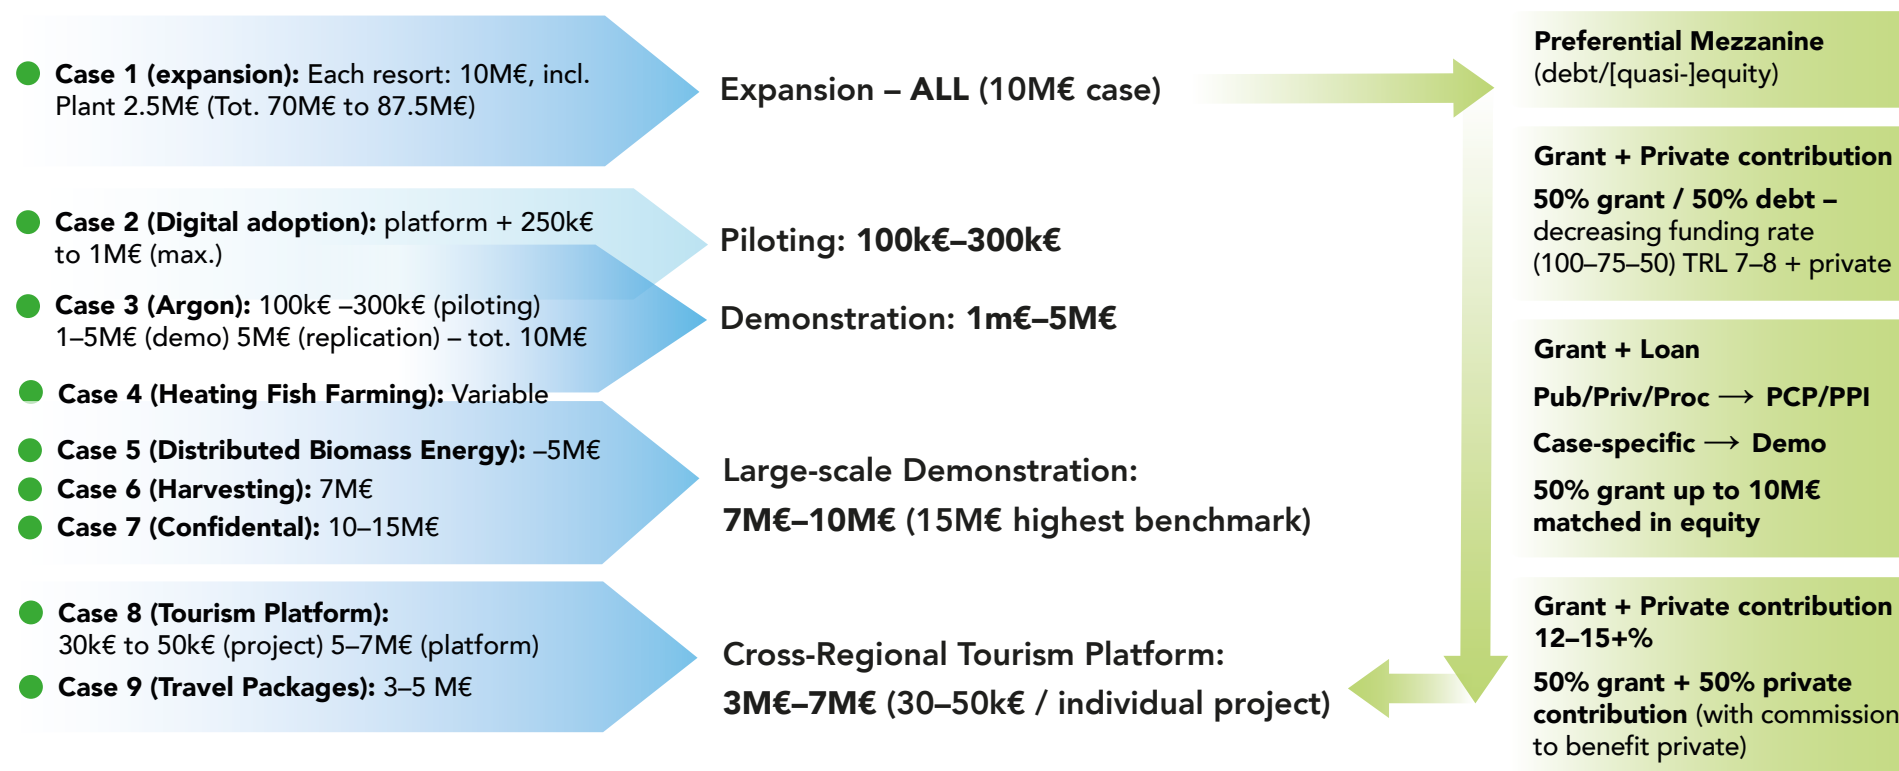 Case 1 (expansion): Each resort: 10M€, incl.
Plant 2.5M€ (Tot. 70M€ to 87.5M€)
Case 2 (Digital adoption): platform + 250k€
to 1M€ (max.)
Case 3 (Argon): 100k€ –300k€ (piloting)
1–5M€ (demo) 5M€ (replication) – tot. 10M€
Case 4 (Heating Fish Farming): Variable
Case 5 (Distributed Biomass Energy): –5M€
Case 6 (Harvesting): 7M€
Case 7 (Confidental): 10–15M€
Case 8 (Tourism Platform):
30k€ to 50k€ (project) 5–7M€ (platform)
Case 9 (Travel Packages): 3–5 M€
Expansion – ALL (10M€ case)
Piloting: 100k€–300k€
Demonstration: 1m€–5M€
Large-scale Demonstration:
7M€–10M€ (15M€ highest benchmark)
Cross-Regional Tourism Platform:
3M€–7M€ (30–50k€ / individual project)
Preferential Mezzanine
(debt/[quasi-]equity)
Grant + Private contribution
50% grant / 50% debt –
decreasing funding rate
(100–75–50) TRL 7–8 + private
Grant + Loan
Pub/Priv/Proc → PCP/PPI
Case-specific → Demo
50% grant up to 10M€
matched in equity
Grant + Private contribution
12–15+%
50% grant + 50% private
contribution (with commission
to benefit private)